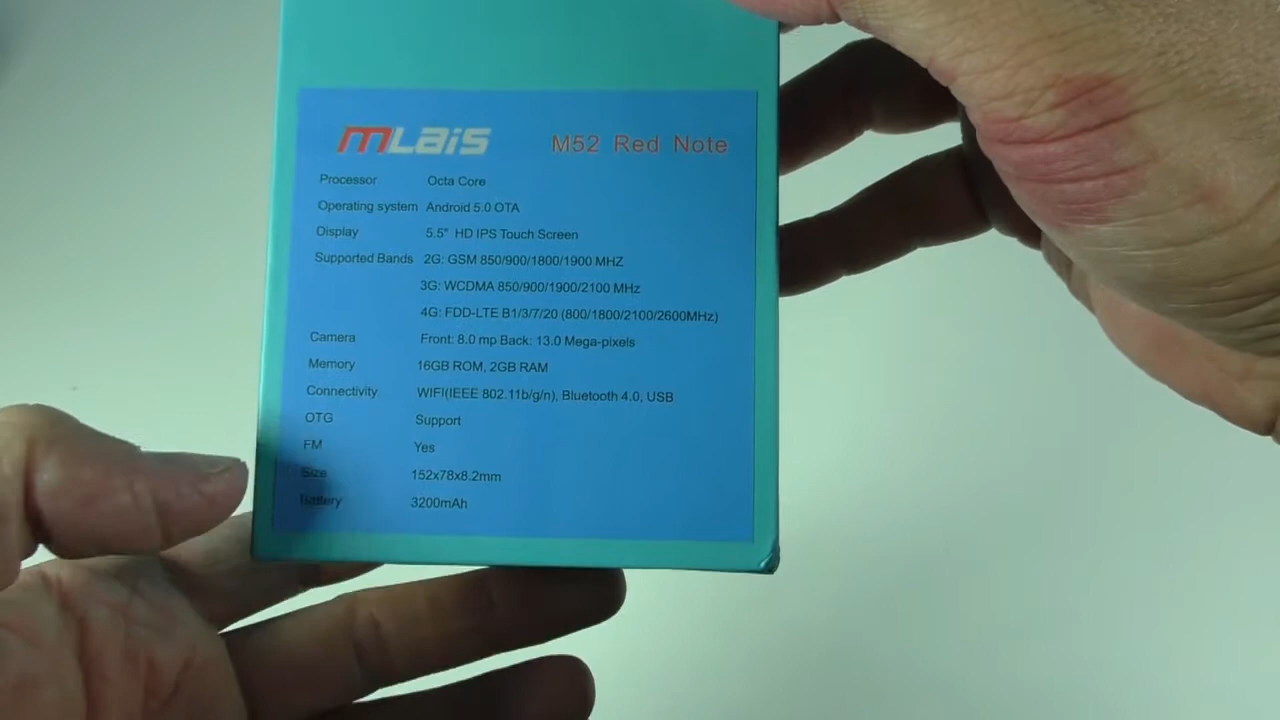 mLaiS M52 Red Note
Processor Octa Core
Operating system Android 5.0 OTA
Display 5.5" HD IPS Touch Screen
Supported Bands 2G: GSM 850/900/1800/1900 MHZ
3G: WCDMA 850/900/1900/2100 MHz
4G: FDD-LTE B1/3/7/20 (800/1800/2100/2600MHz)
Camera Front: 8.0 mp Back: 13.0 Mega-pixels
Memory 16GB ROM, 2GB RAM
Connectivity WIFI(IEEE 802.11b/g/n), Bluetooth 4.0, USB
OTG Support
FM Yes
Size 152x78x8.2mm
Battery 3200mAh